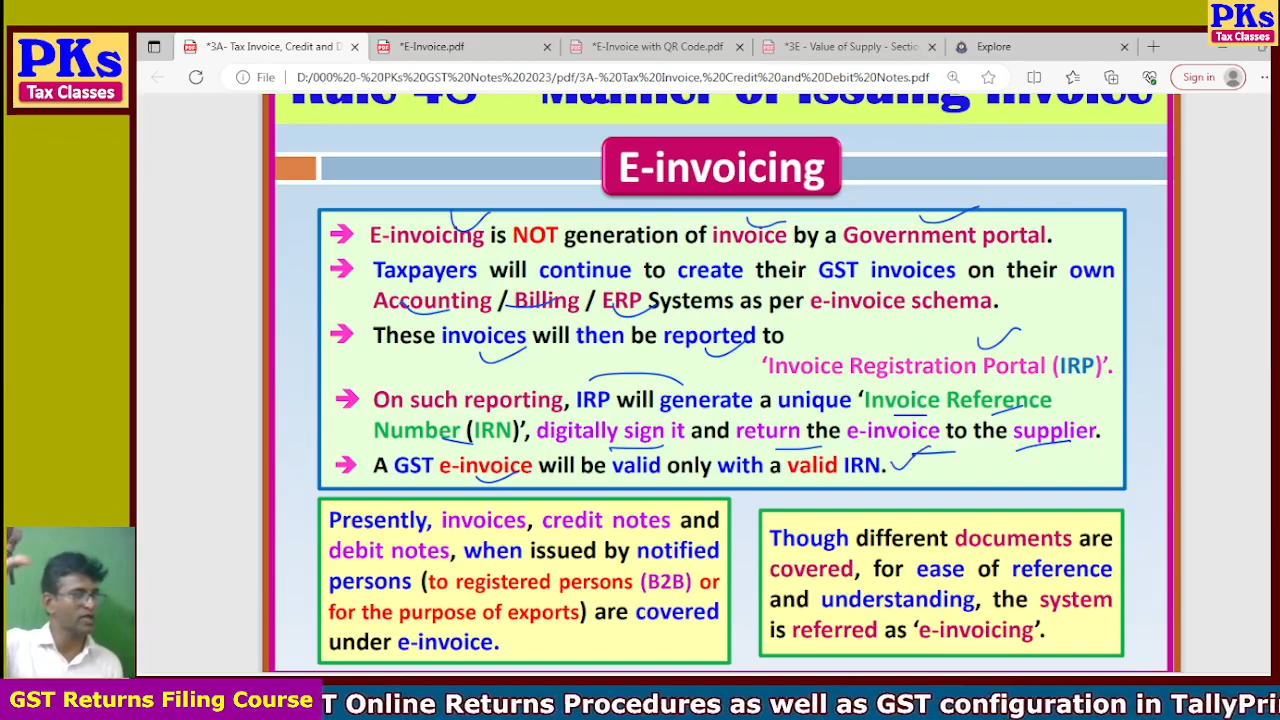 PKs
Tax Classes
PKs
Tax Classes
*3A- Tax Invoice, Credit and D
*E-Invoice.pdf
*E-Invoice with QR Code.pdf
*3E - Value of Supply - Sectio
Explore
File
D:/000%20-%20PKs%20GST%20Notes%202023/pdf/3A-%20Tax%20Invoice,%20Credit%20and%20Debit%20Notes.pdf
Sign in
Manner of Issuing Invoice
E-invoicing
E-invoicing is NOT generation of invoice by a Government portal.
Taxpayers will continue to create their GST invoices on their own
Accounting / Billing / ERP Systems as per e-invoice schema.
These invoices will then be reported to
‘Invoice Registration Portal (IRP)’.
On such reporting, IRP will generate a unique ‘Invoice Reference
Number (IRN)’, digitally sign it and return the e-invoice to the supplier.
A GST e-invoice will be valid only with a valid IRN.
Presently, invoices, credit notes and
debit notes, when issued by notified
persons (to registered persons (B2B) or
for the purpose of exports) are covered
under e-invoice.
Though different documents are
covered, for ease of reference
and understanding, the system
is referred as ‘e-invoicing’.
GST Returns Filing Course
T Online Returns Procedures as well as GST configuration in TallyPri